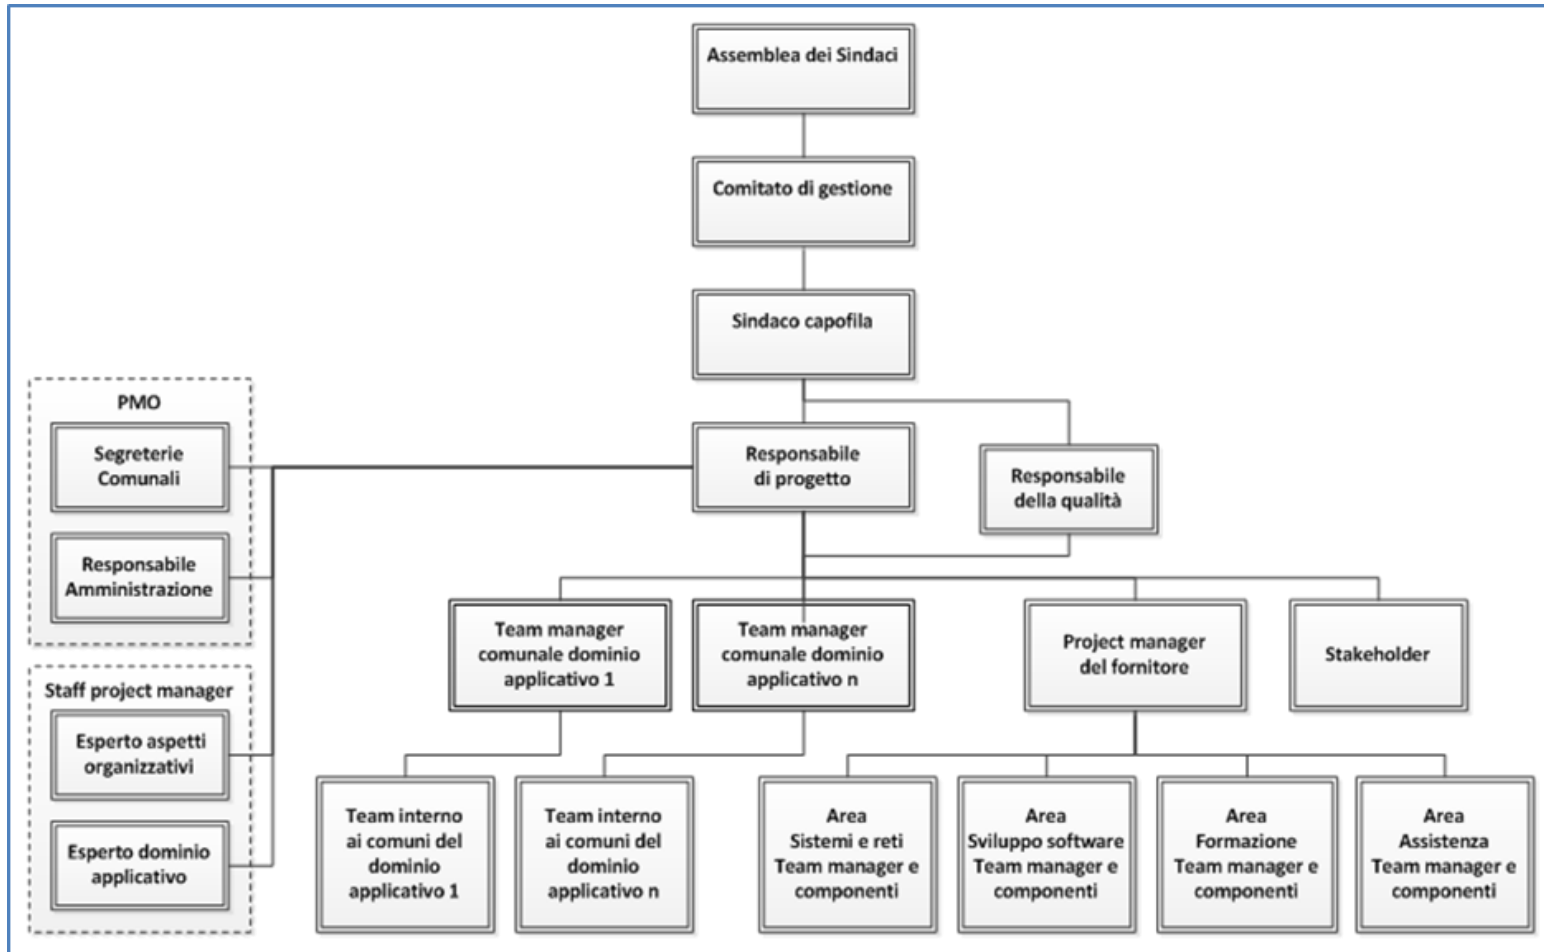 Assemblea dei Sindaci
Comitato di gestione
Sindaco capofila
PMO
Segreterie
Comunali
Responsabile
Amministrazione
Responsabile
di progetto
Responsabile
della qualità
Staff project manager
Esperto aspetti
organizzativi
Esperto dominio
applicativo
Team manager
comunale dominio
applicativo 1
Team manager
comunale dominio
applicativo n
Project manager
del fornitore
Stakeholder
Team interno
ai comuni del
dominio
applicativo 1
Team interno
ai comuni del
dominio
applicativo n
Area
Sistemi e reti
Team manager e
componenti
Area
Sviluppo software
Team manager e
componenti
Area
Formazione
Team manager e
componenti
Area
Assistenza
Team manager e
componenti